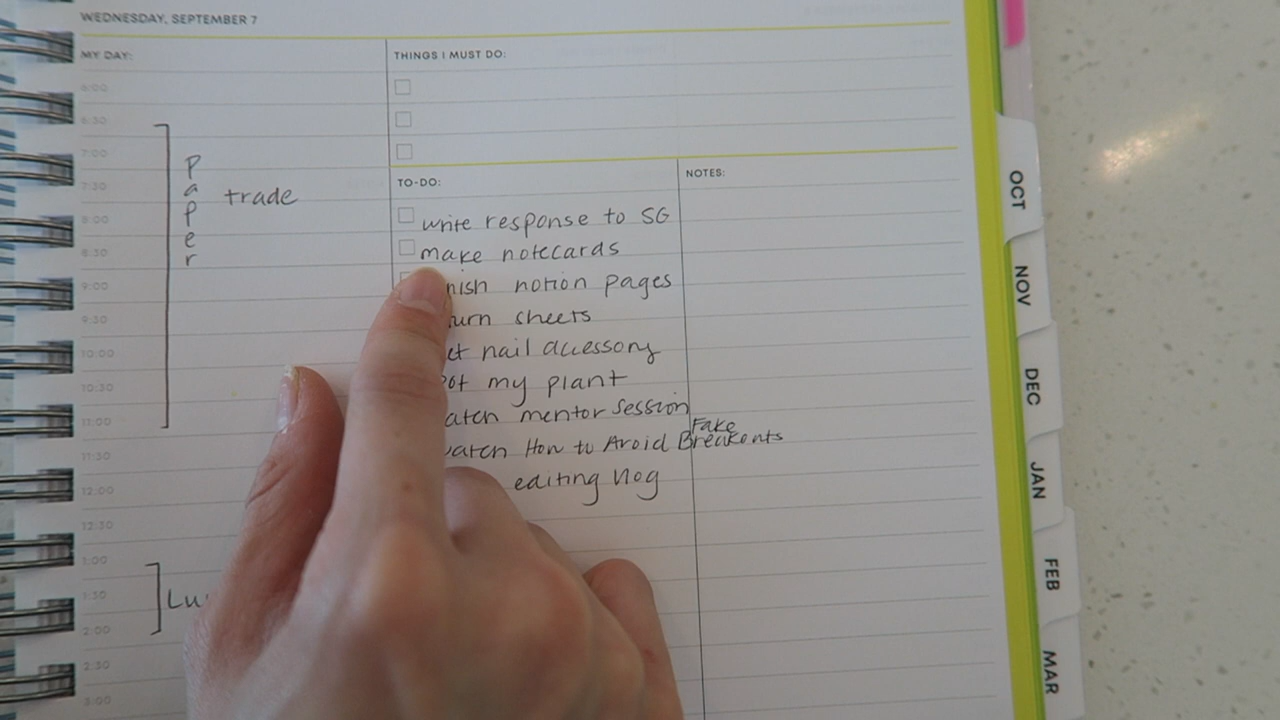 WEDNESDAY, SEPTEMBER 7
MY DAY:
6:00
6:30
7:00
7:30
8:00
8:30
9:00
9:30
10:00
10:30
11:00
11:30
12:00
12:30
1:00
1:30
2:00
2:30
3:00
Paper trade
THINGS I MUST DO:
TO-DO:
write response to SG
make notecards
nish notion pages
urn sheets
et nail accessory
ot my plant
atch mentor session
atch How to Avoid Fake Breakouts
editing vlog
NOTES:
OCT
NOV
DEC
JAN
FEB
MAR